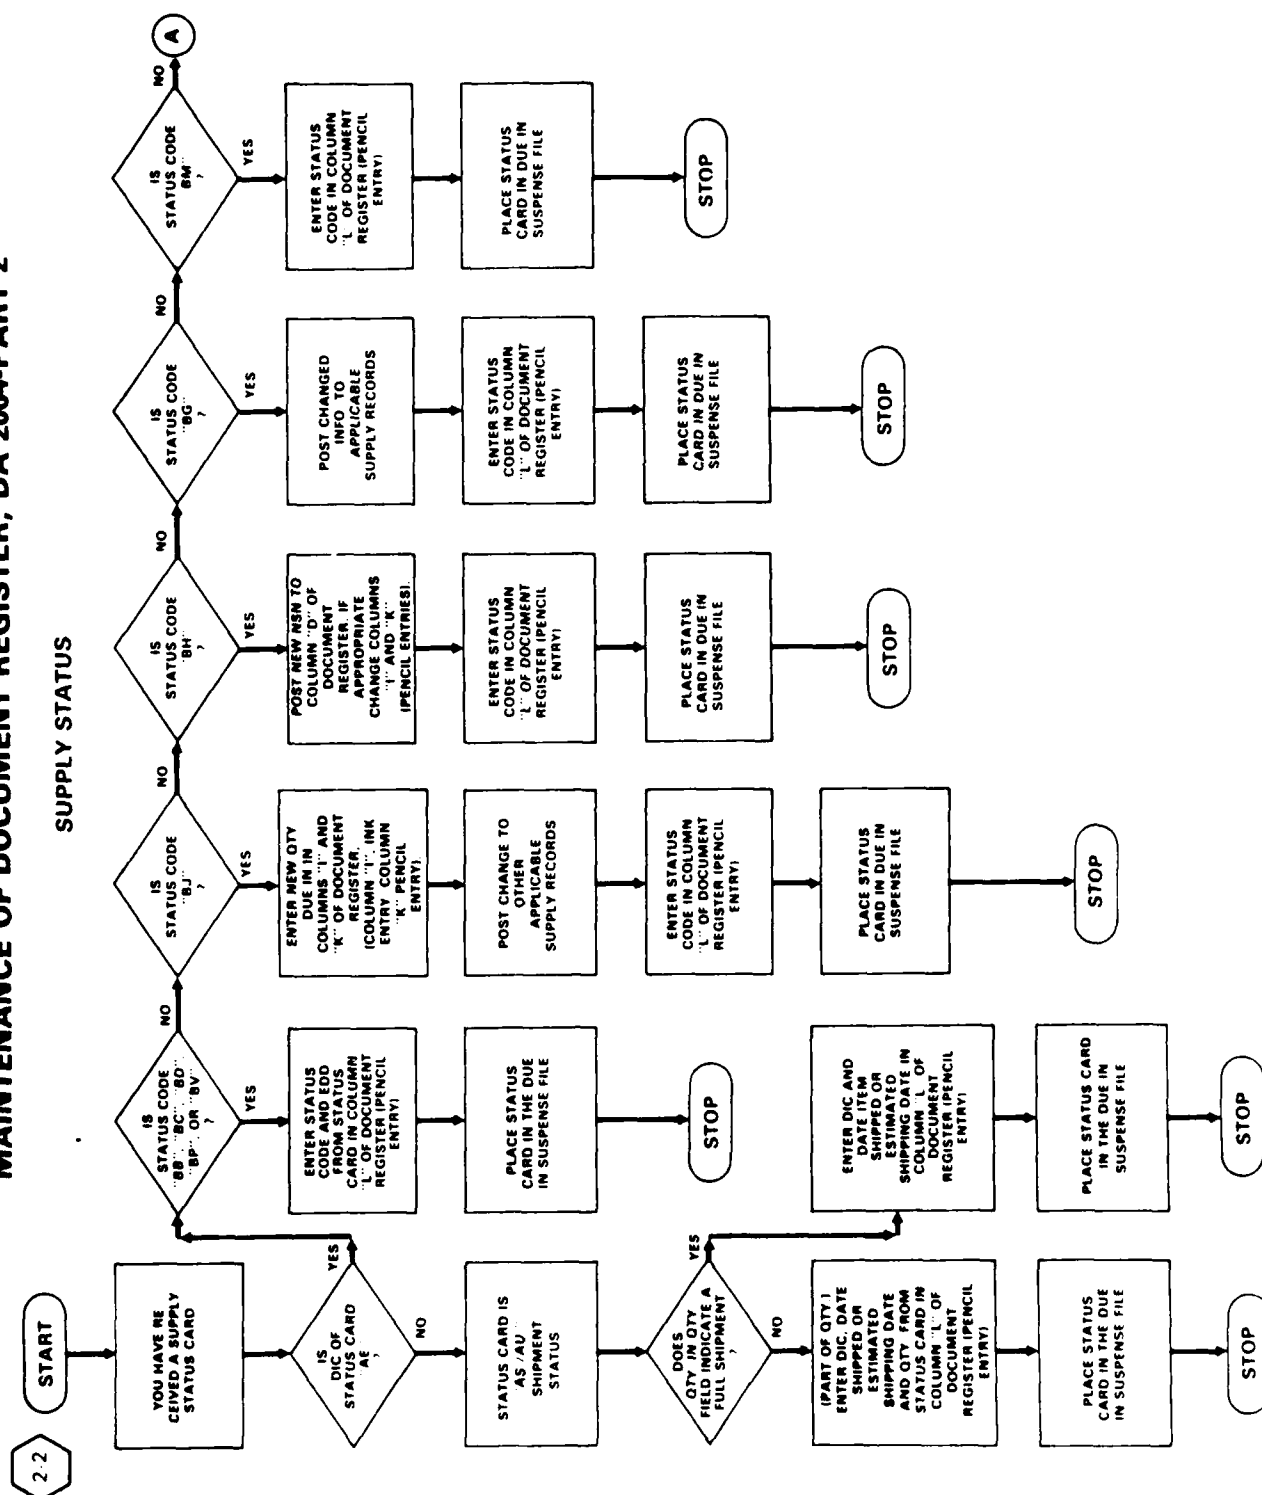 MAINTENANCE OF DOCUMENT REGISTER, DA 2064-PART 2
SUPPLY STATUS
2-2
START
YOU HAVE RE
CEIVED A SUPPLY
STATUS CARD
IS
DIC OF
STATUS CARD
"AE"
?
YES
NO
STATUS CARD IS
AS /AU
SHIPMENT
STATUS
DOES
QTY IN QTY
FIELD INDICATE A
FULL SHIPMENT
?
YES
NO
(PART OF QTY.)
ENTER DIC, DATE
SHIPPED OR
ESTIMATED
SHIPPING DATE
AND QTY FROM
STATUS CARD IN
COLUMN "L" OF
DOCUMENT
REGISTER (PENCIL
ENTRY)
PLACE STATUS
CARD IN THE DUE
IN SUSPENSE FILE
STOP
ENTER DIC AND
DATE ITEM
SHIPPED OR
ESTIMATED
SHIPPING DATE IN
COLUMN "L" OF
DOCUMENT
REGISTER (PENCIL
ENTRY)
PLACE STATUS CARD
IN THE DUE IN
SUSPENSE FILE
STOP
IS
STATUS CODE
"BB" "BC" "BD"
"BP" OR "BV"
?
NO
YES
ENTER STATUS
CODE AND EDD
FROM STATUS
CARD IN COLUMN
"L" OF DOCUMENT
REGISTER (PENCIL
ENTRY)
PLACE STATUS
CARD IN THE DUE
IN SUSPENSE FILE
STOP
IS
STATUS CODE
"BJ"
?
NO
YES
ENTER NEW QTY
DUE IN IN
COLUMNS "I" AND
"K" OF DOCUMENT
REGISTER.
(COLUMN "I" INK
ENTRY COLUMN
"K" PENCIL
ENTRY)
POST CHANGE TO
OTHER
APPLICABLE
SUPPLY RECORDS
ENTER STATUS
CODE IN COLUMN
"L" OF DOCUMENT
REGISTER (PENCIL
ENTRY)
PLACE STATUS
CARD IN DUE IN
SUSPENSE FILE
STOP
IS
STATUS CODE
"BH"
?
NO
YES
POST NEW NSN TO
COLUMN "D" OF
DOCUMENT
REGISTER. IF
APPROPRIATE
CHANGE COLUMNS
"I" AND "K"
(PENCIL ENTRIES).
ENTER STATUS
CODE IN COLUMN
"L" OF DOCUMENT
REGISTER (PENCIL
ENTRY)
PLACE STATUS
CARD IN DUE IN
SUSPENSE FILE
STOP
IS
STATUS CODE
"BG"
?
NO
YES
POST CHANGED
INFO TO
APPLICABLE
SUPPLY RECORDS
ENTER STATUS
CODE IN COLUMN
"L" OF DOCUMENT
REGISTER (PENCIL
ENTRY)
PLACE STATUS
CARD IN DUE IN
SUSPENSE FILE
STOP
IS
STATUS CODE
"BM"
?
NO
A
YES
ENTER STATUS
CODE IN COLUMN
"L" OF DOCUMENT
REGISTER (PENCIL
ENTRY)
PLACE STATUS
CARD IN DUE IN
SUSPENSE FILE
STOP